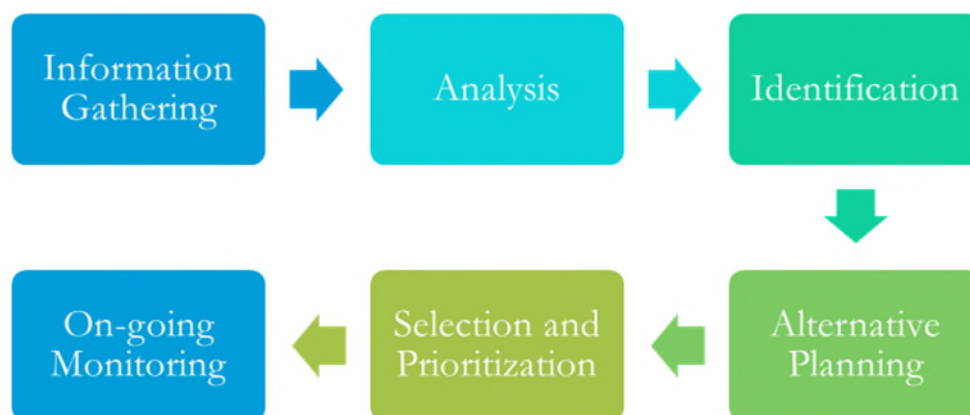 Information
Gathering
Analysis
Identification
Alternative
Planning
Selection and
Prioritization
On-going
Monitoring